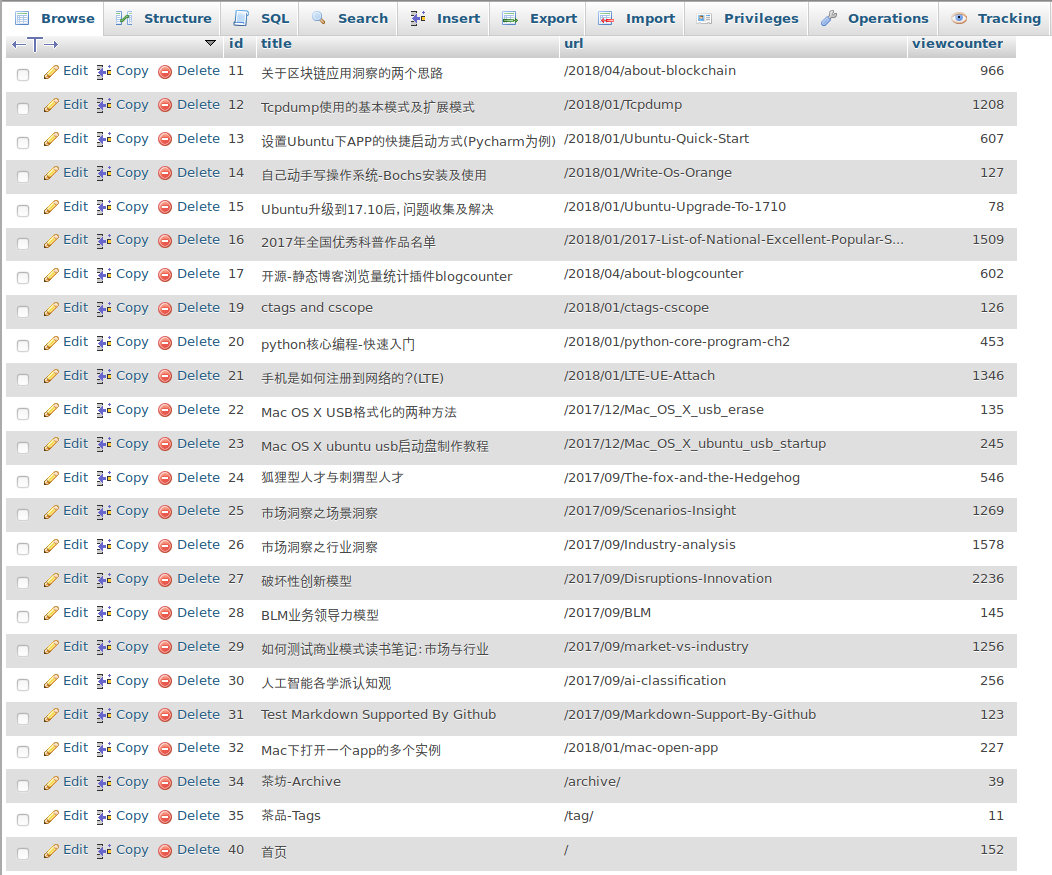 Browse Structure SQL Search Insert Export Import Privileges Operations Tracking
←T→ id title url viewcounter
Edit Copy Delete 11 关于区块链应用洞察的两个思路 /2018/04/about-blockchain 966
Edit Copy Delete 12 Tcpdump使用的基本模式及扩展模式 /2018/01/Tcpdump 1208
Edit Copy Delete 13 设置Ubuntu下APP的快捷启动方式(Pycharm为例) /2018/01/Ubuntu-Quick-Start 607
Edit Copy Delete 14 自己动手写操作系统-Bochs安装及使用 /2018/01/Write-Os-Orange 127
Edit Copy Delete 15 Ubuntu升级到17.10后,问题收集及解决 /2018/01/Ubuntu-Upgrade-To-1710 78
Edit Copy Delete 16 2017年全国优秀科普作品名单 /2018/01/2017-List-of-National-Excellent-Popular-S... 1509
Edit Copy Delete 17 开源-静态博客浏览量统计插件blogcounter /2018/04/about-blogcounter 602
Edit Copy Delete 19 ctags and cscope /2018/01/ctags-cscope 126
Edit Copy Delete 20 python核心编程-快速入门 /2018/01/python-core-program-ch2 453
Edit Copy Delete 21 手机是如何注册到网络的?(LTE) /2018/01/LTE-UE-Attach 1346
Edit Copy Delete 22 Mac OS X USB格式化的两种方法 /2017/12/Mac_OS_X_usb_erase 135
Edit Copy Delete 23 Mac OS X ubuntu usb启动盘制作教程 /2017/12/Mac_OS_X_ubuntu_usb_startup 245
Edit Copy Delete 24 狐狸型人才与刺猬型人才 /2017/09/The-fox-and-the-Hedgehog 546
Edit Copy Delete 25 市场洞察之场景洞察 /2017/09/Scenarios-Insight 1269
Edit Copy Delete 26 市场洞察之行业洞察 /2017/09/Industry-analysis 1578
Edit Copy Delete 27 破坏性创新模型 /2017/09/Disruptions-Innovation 2236
Edit Copy Delete 28 BLM业务领导力模型 /2017/09/BLM 145
Edit Copy Delete 29 如何测试商业模式读书笔记:市场与行业 /2017/09/market-vs-industry 1256
Edit Copy Delete 30 人工智能各学派认知观 /2017/09/ai-classification 256
Edit Copy Delete 31 Test Markdown Supported By Github /2017/09/Markdown-Support-By-Github 123
Edit Copy Delete 32 Mac下打开一个app的多个实例 /2018/01/mac-open-app 227
Edit Copy Delete 34 茶坊-Archive /archive/ 39
Edit Copy Delete 35 茶品-Tags /tag/ 11
Edit Copy Delete 40 首页 / 152